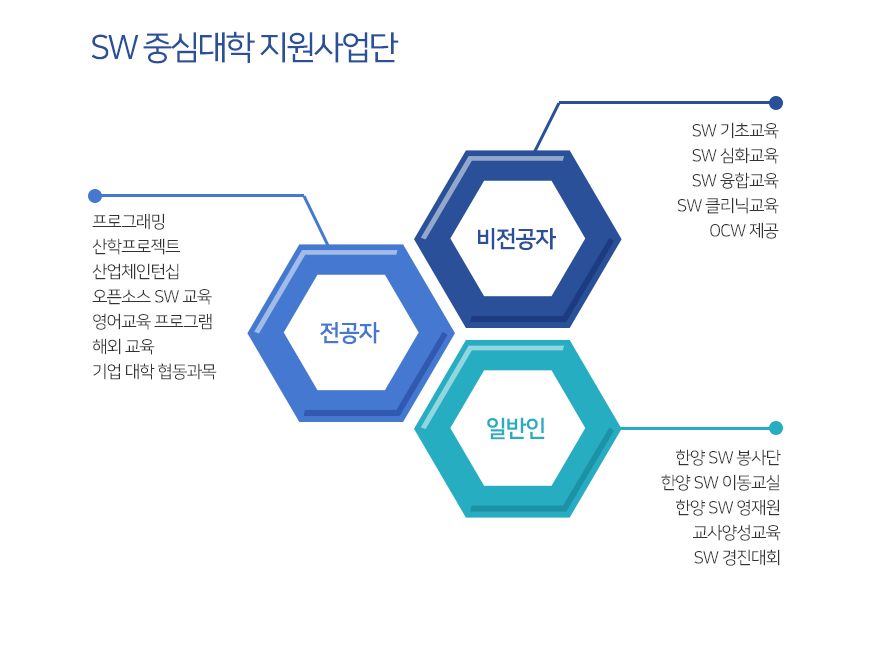 SW 중심대학 지원사업단
SW 기초교육
SW 심화교육
SW 융합교육
SW 클리닉교육
OCW 제공
비전공자
프로그래밍
산학프로젝트
산업체인턴십
오픈소스 SW 교육
영어교육 프로그램
해외 교육
기업 대학 협동과목
전공자
일반인
한양 SW 봉사단
한양 SW 이동교실
한양 SW 영재원
교사양성교육
SW 경진대회